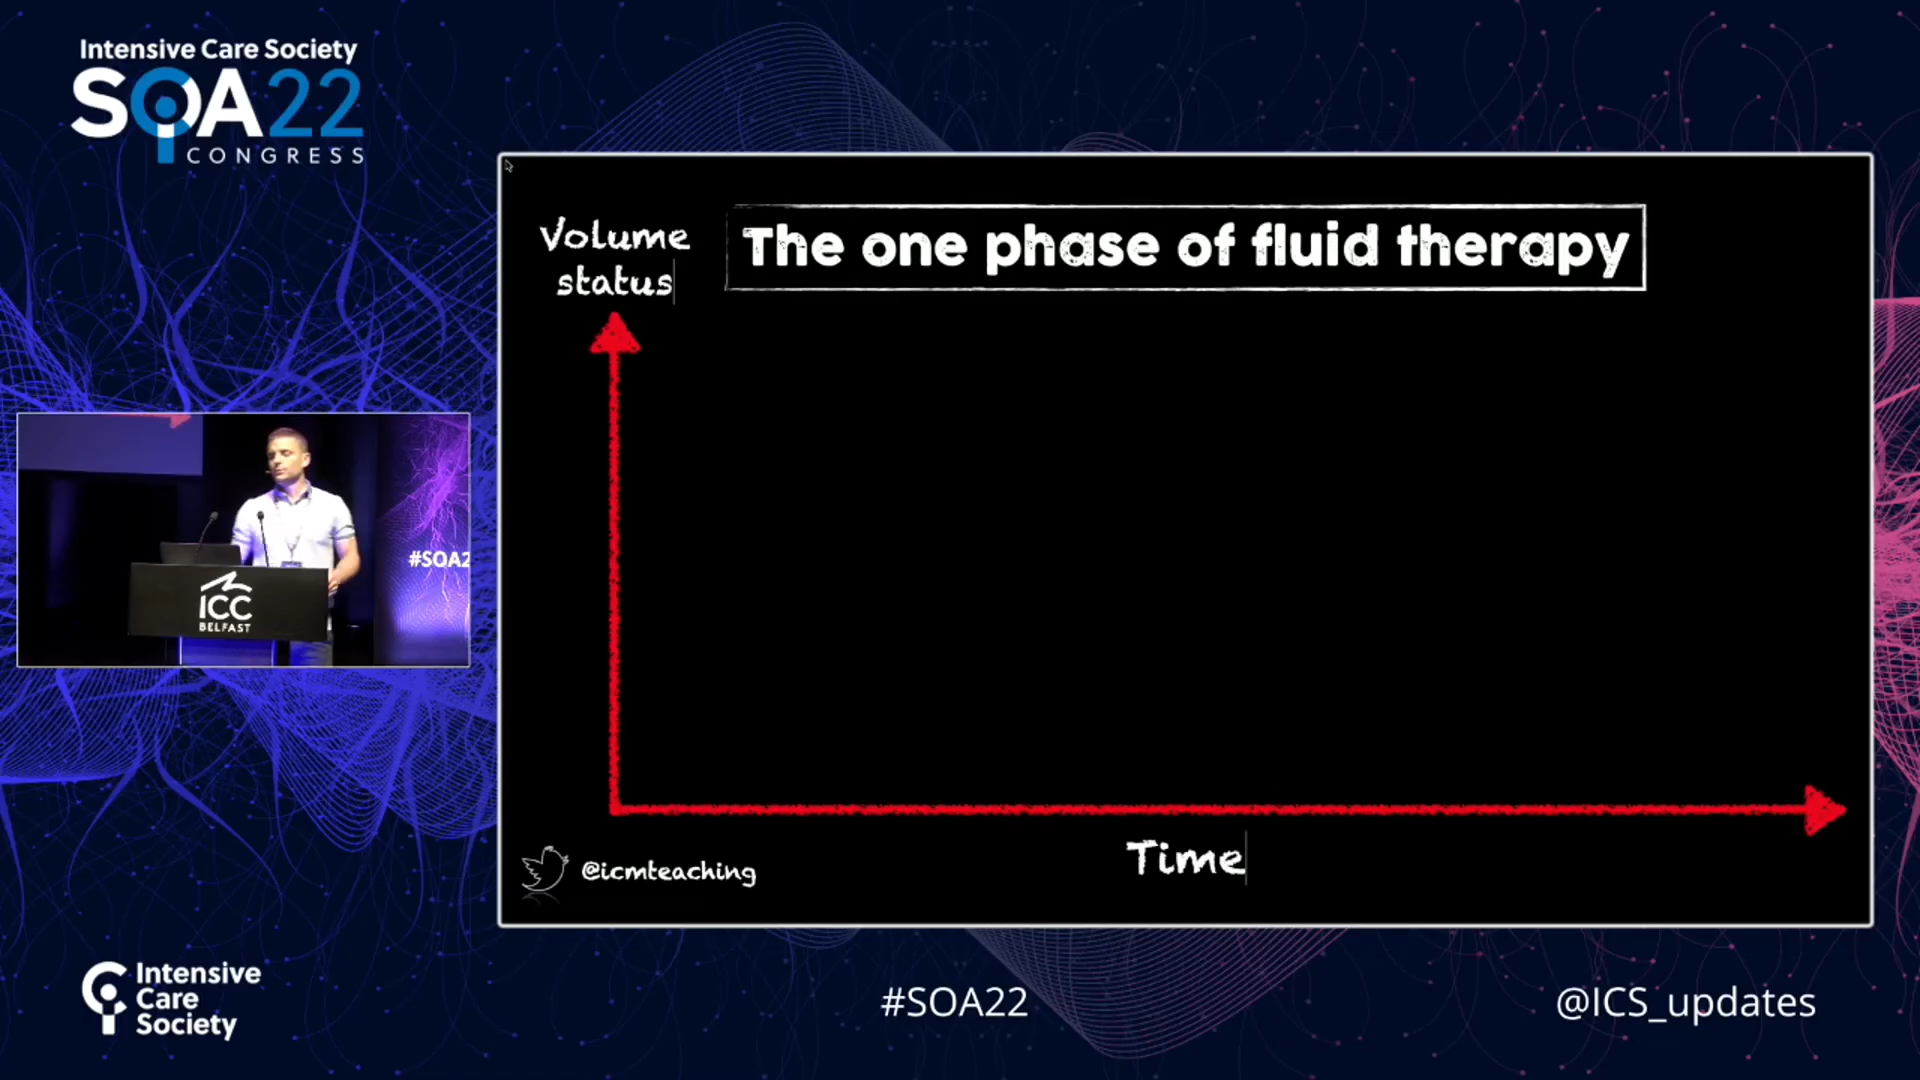 Intensive Care Society
SOA22
CONGRESS
Volume
status
The one phase of fluid therapy
#SOA2
ICC
BELFAST
Time
@icmteaching
Intensive
Care
Society
#SOA22
@ICS_updates